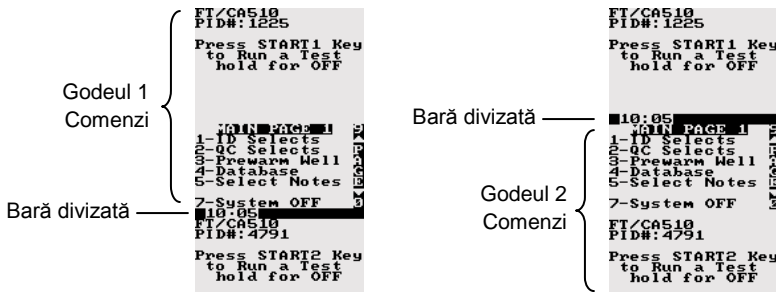 FT/CA510
PID#:1225
Press START1 Key
to Run a Test
hold for OFF
Godeul 1
Comenzi
MAIN PAGE 1
1-ID Selects
2-QC Selects
3-Prewarm Well
4-Database
5-Select Notes
7-System OFF
Bară divizată
10:05
FT/CA510
PID#:4791
Press START2 Key
to Run a Test
hold for OFF
FT/CA510
PID#:1225
Press START1 Key
to Run a Test
hold for OFF
Bară divizată
10:05
MAIN PAGE 1
1-ID Selects
2-QC Selects
3-Prewarm Well
4-Database
5-Select Notes
7-System OFF
Godeul 2
Comenzi
FT/CA510
PID#:4791
Press START2 Key
to Run a Test
hold for OFF